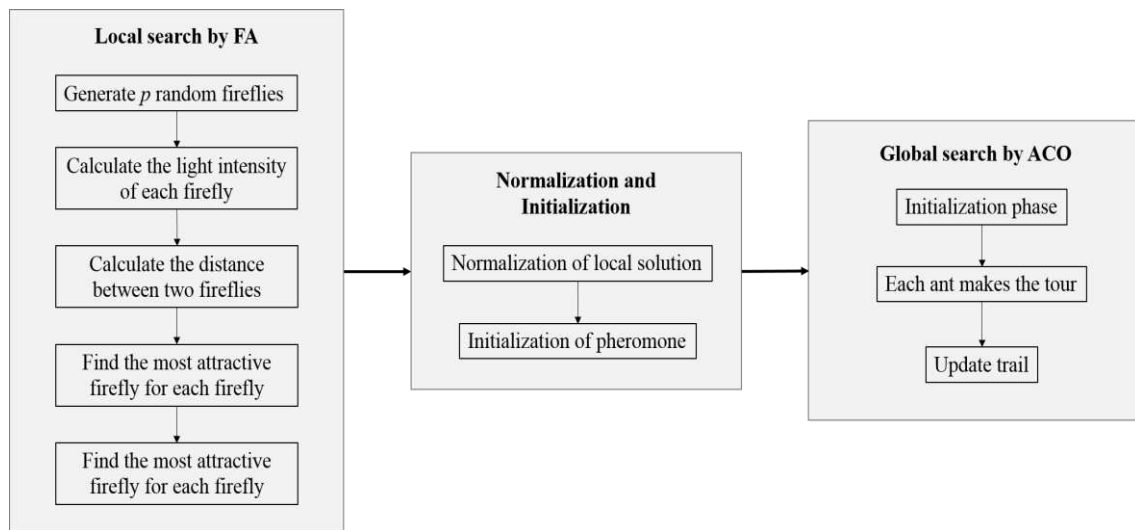 Local search by FA
Generate p random fireflies
Calculate the light intensity
of each firefly
Calculate the distance
between two fireflies
Find the most attractive
firefly for each firefly
Find the most attractive
firefly for each firefly
Normalization and
Initialization
Normalization of local solution
Initialization of pheromone
Global search by ACO
Initialization phase
Each ant makes the tour
Update trail